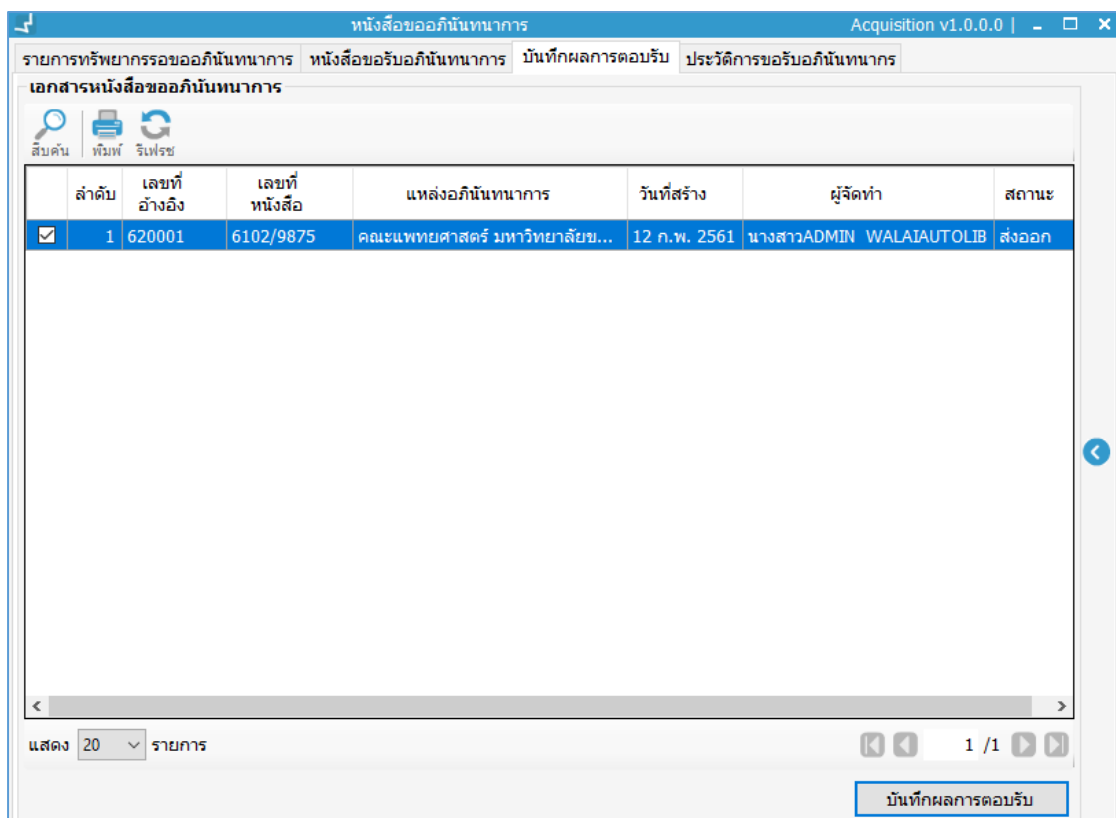 หนังสือขออภินันทนาการ Acquisition v1.0.0.0 |
รายการทรัพยากรรอขออภินันทนาการ หนังสือขอรับอภินันทนาการ บันทึกผลการตอบรับ ประวัติการขอรับอภินันทนากร
เอกสารหนังสือขออภินันทนาการ
สืบค้น พิมพ์ รีเฟรช
ลำดับ เลขที่อ้างอิง เลขที่หนังสือ แหล่งอภินันทนาการ วันที่สร้าง ผู้จัดทำ สถานะ
1 620001 6102/9875 คณะแพทยศาสตร์ มหาวิทยาลัยข... 12 ก.พ. 2561 นางสาวADMIN WALAIAUTOLIB ส่งออก
แสดง 20 รายการ 1 /1
บันทึกผลการตอบรับ